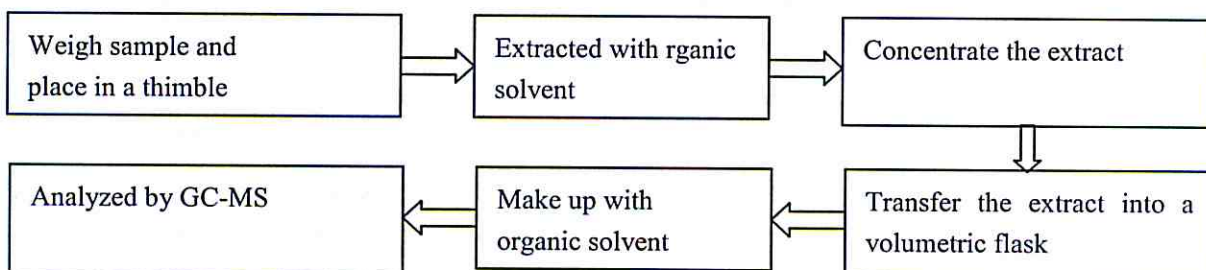 Weigh sample and
place in a thimble
Extracted with rganic
solvent
Concentrate the extract
Transfer the extract into a
volumetric flask
Make up with
organic solvent
Analyzed by GC-MS